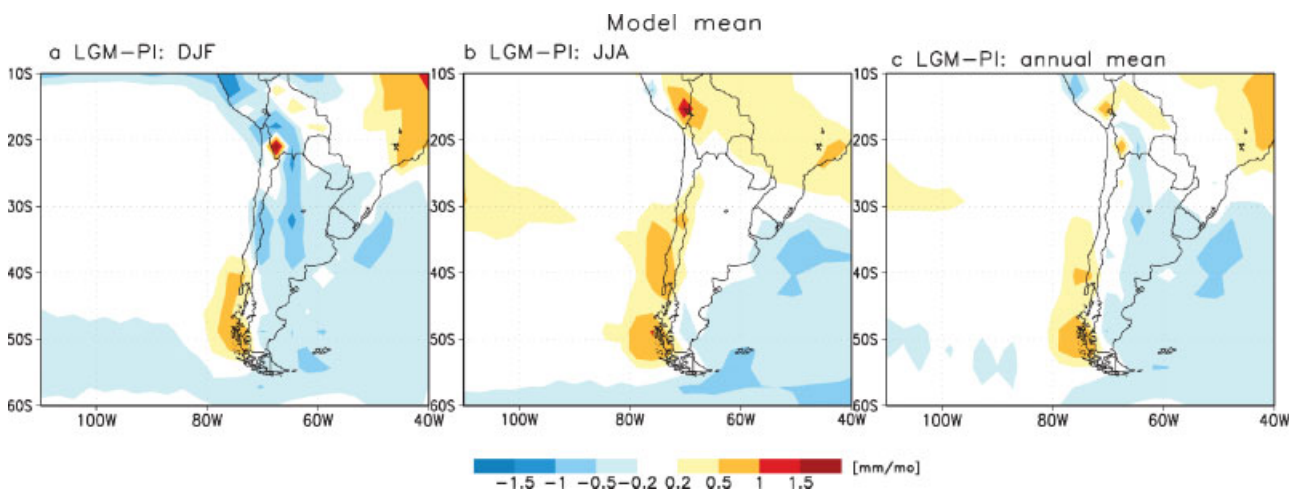 Model mean
a LGM-PI: DJF
b LGM-PI: JJA
c LGM-PI: annual mean
10S 10S 10S
20S 20S 20S
30S 30S 30S
40S 40S 40S
50S 50S 50S
60S 60S 60S
100W 80W 60W 40W 100W 80W 60W 40W 100W 80W 60W 40W
-1.5 -1 -0.5 -0.2 0.2 0.5 1 1.5 [mm/mo]